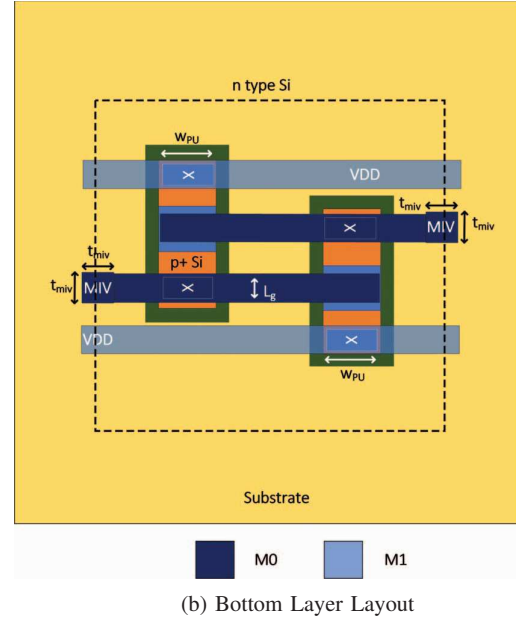 n type Si
wPU
X
VDD
tmiv
X
MIV
tmiv
tmiv
p+ Si
tmiv
MIV
X
Lg
VDD
X
wPU
Substrate
M0
M1
(b) Bottom Layer Layout